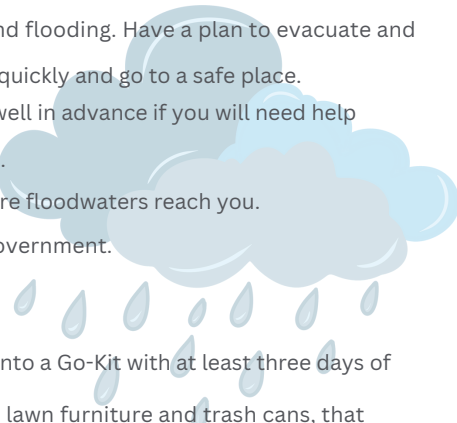 nd flooding. Have a plan to evacuate and
quickly and go to a safe place.
well in advance if you will need help
.
re floodwaters reach you.
overnment.
nto a Go-Kit with at least three days of
lawn furniture and trash cans, that